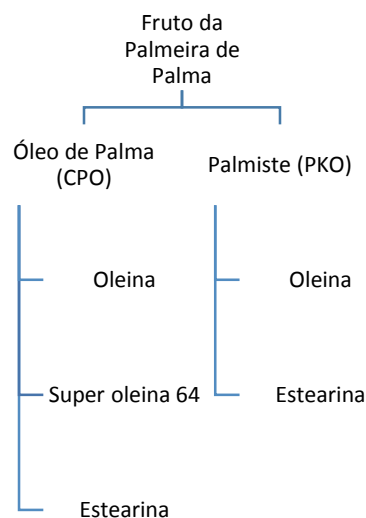 Fruto da
Palmeira de
Palma
Óleo de Palma
(CPO)
Palmiste (PKO)
Oleina
Oleina
Super oleina 64
Estearina
Estearina